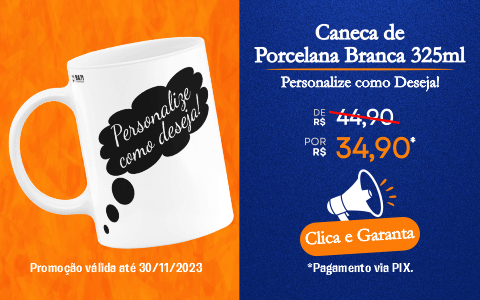 Personalize
como deseja!
Promoção válida até 30/11/2023
Caneca de
Porcelana Branca 325ml
Personalize como Deseja!
DE
R$ 44,90
POR
R$ 34,90*
Clica e Garanta
*Pagamento via PIX.